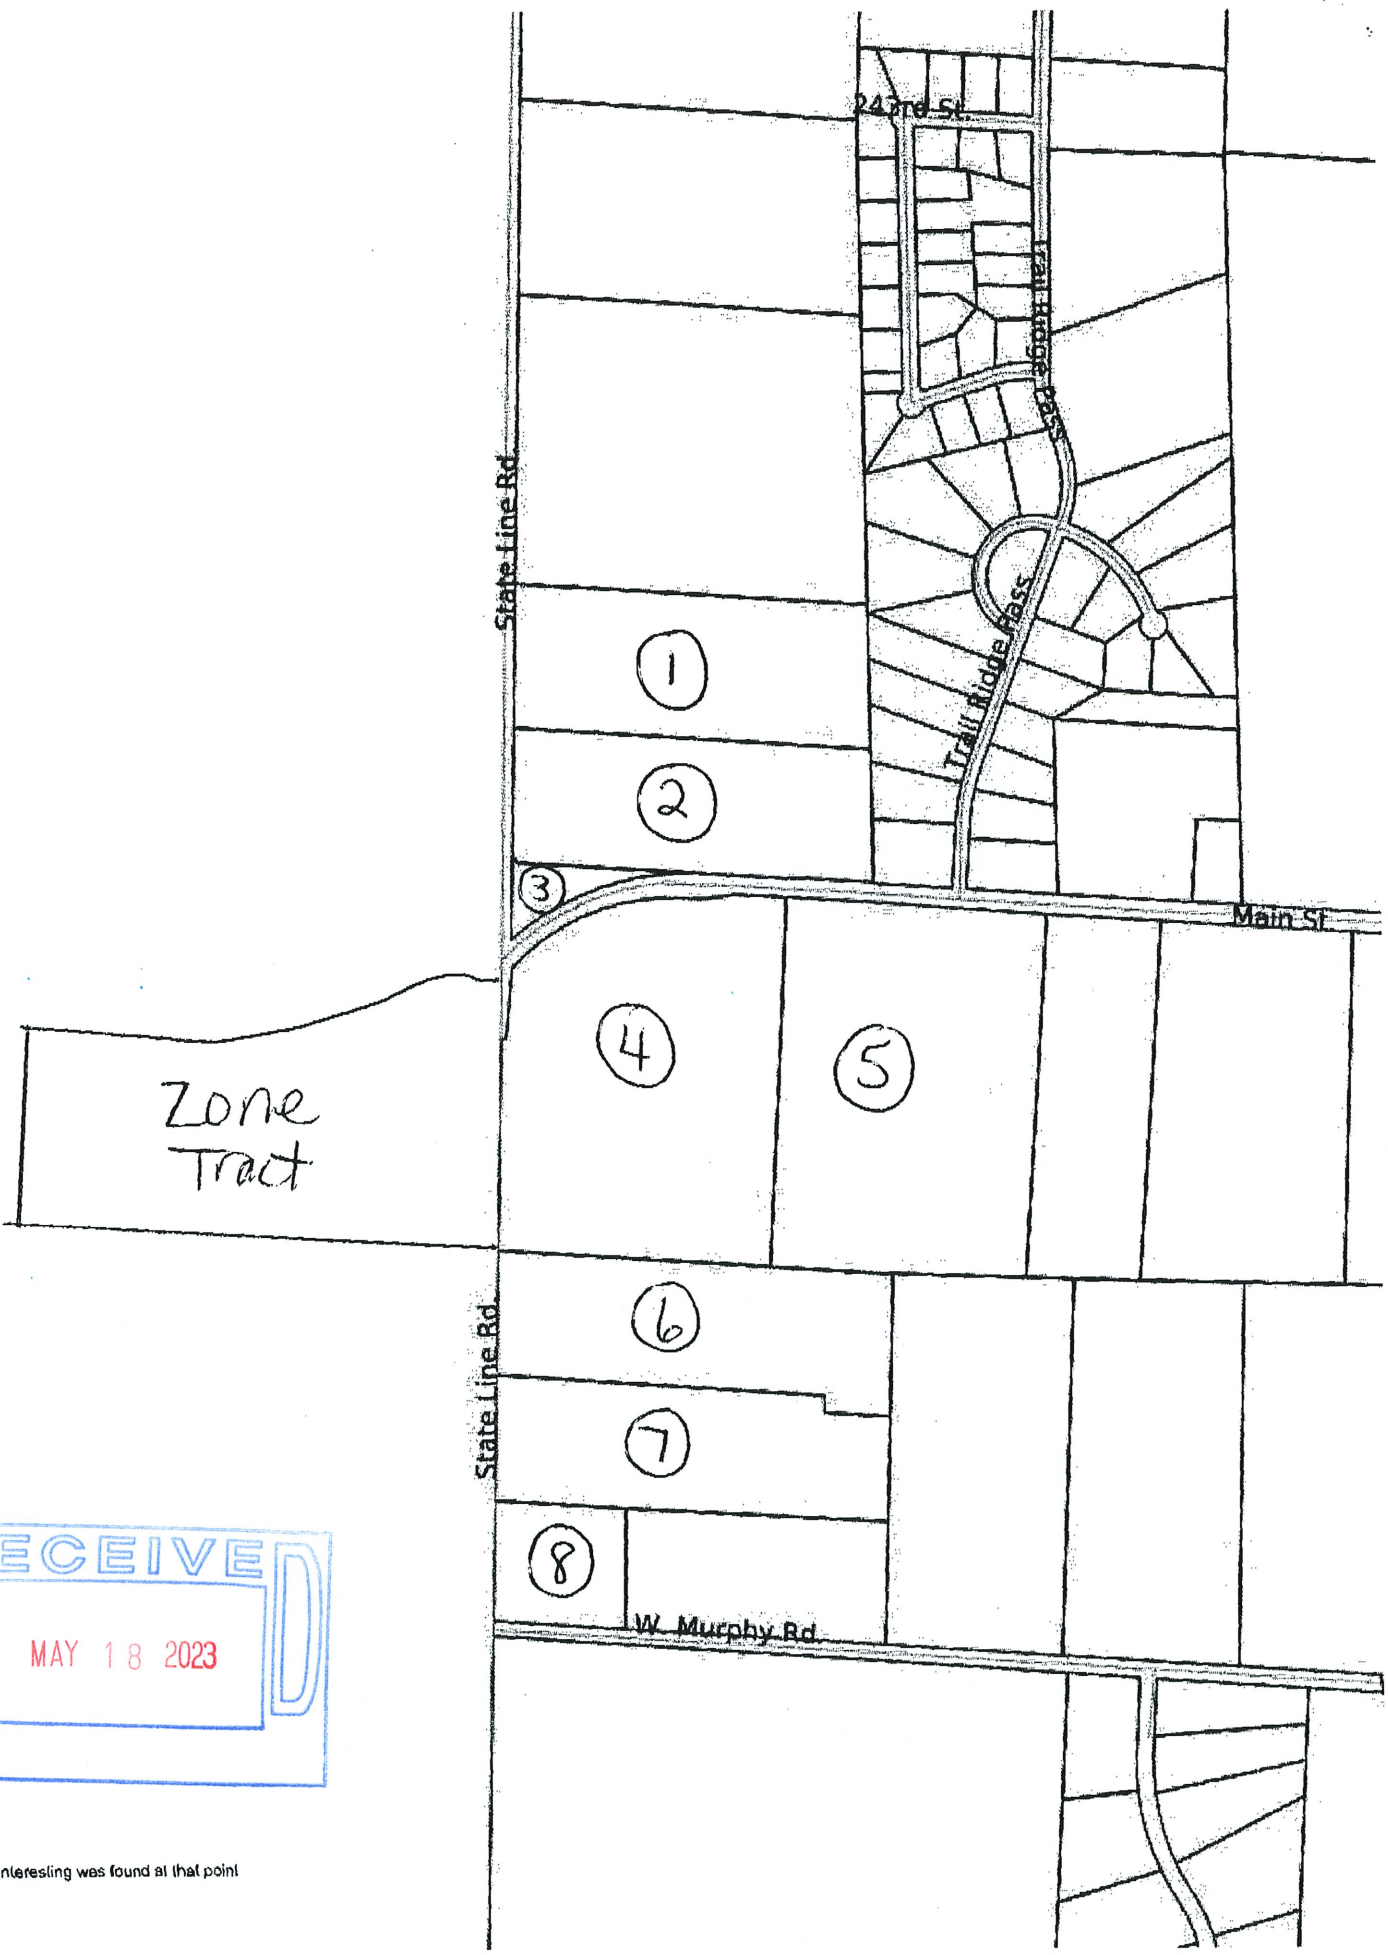 243rd St.
Trail Ridge Pass
State Line Rd.
1
Trail Ridge Pass
2
3
Main St.
4
5
Zone
Tract
6
State Line Rd.
7
8
ECEIVED
W. Murphy Rd.
MAY 18 2023
nteresting was found at that point